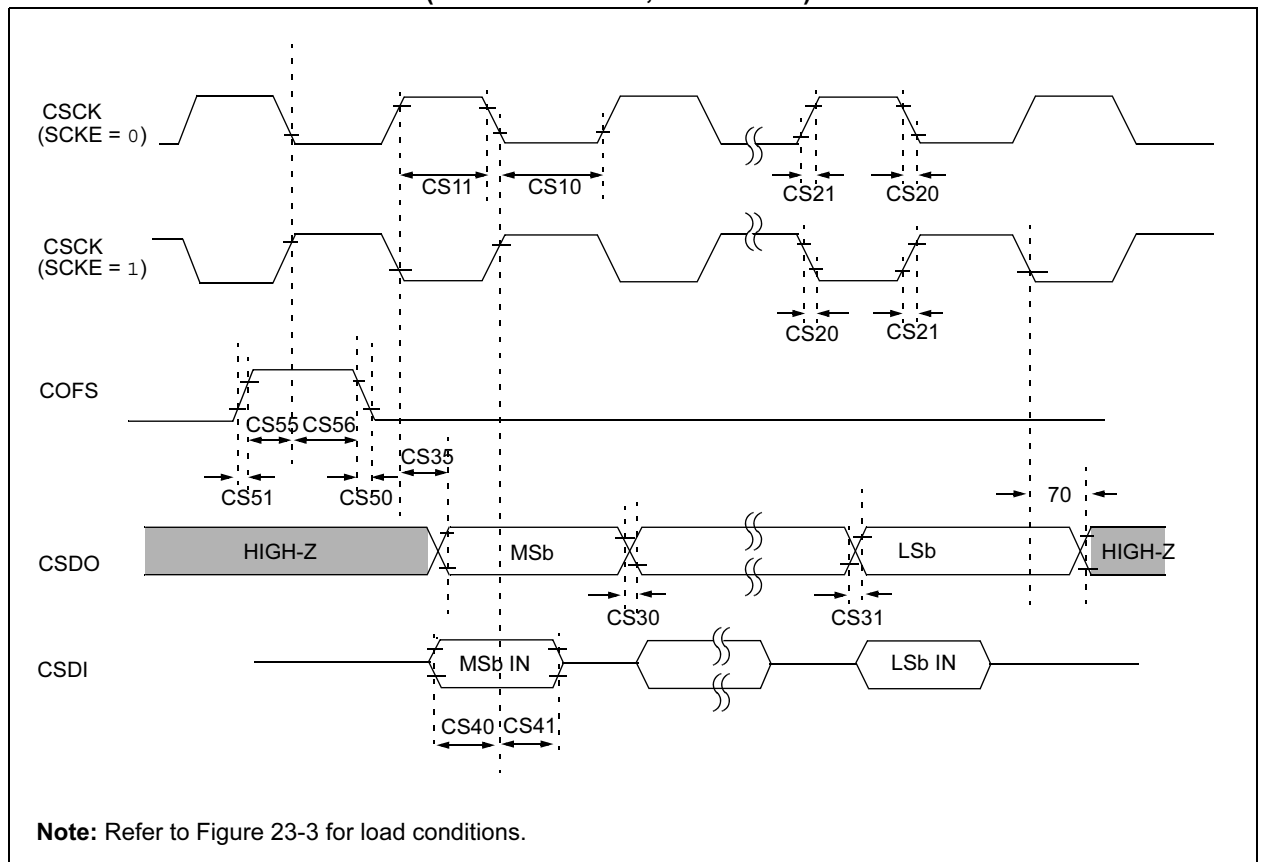 CSCK
(SCKE = 0)
CS11
CS10
CS21
CS20
CSCK
(SCKE = 1)
CS20
CS21
COFS
CS55
CS56
CS35
CS51
CS50
70
CSDO
HIGH-Z
MSb
LSb
HIGH-Z
CS30
CS31
CSDI
MSb IN
LSb IN
CS40
CS41
Note: Refer to Figure 23-3 for load conditions.